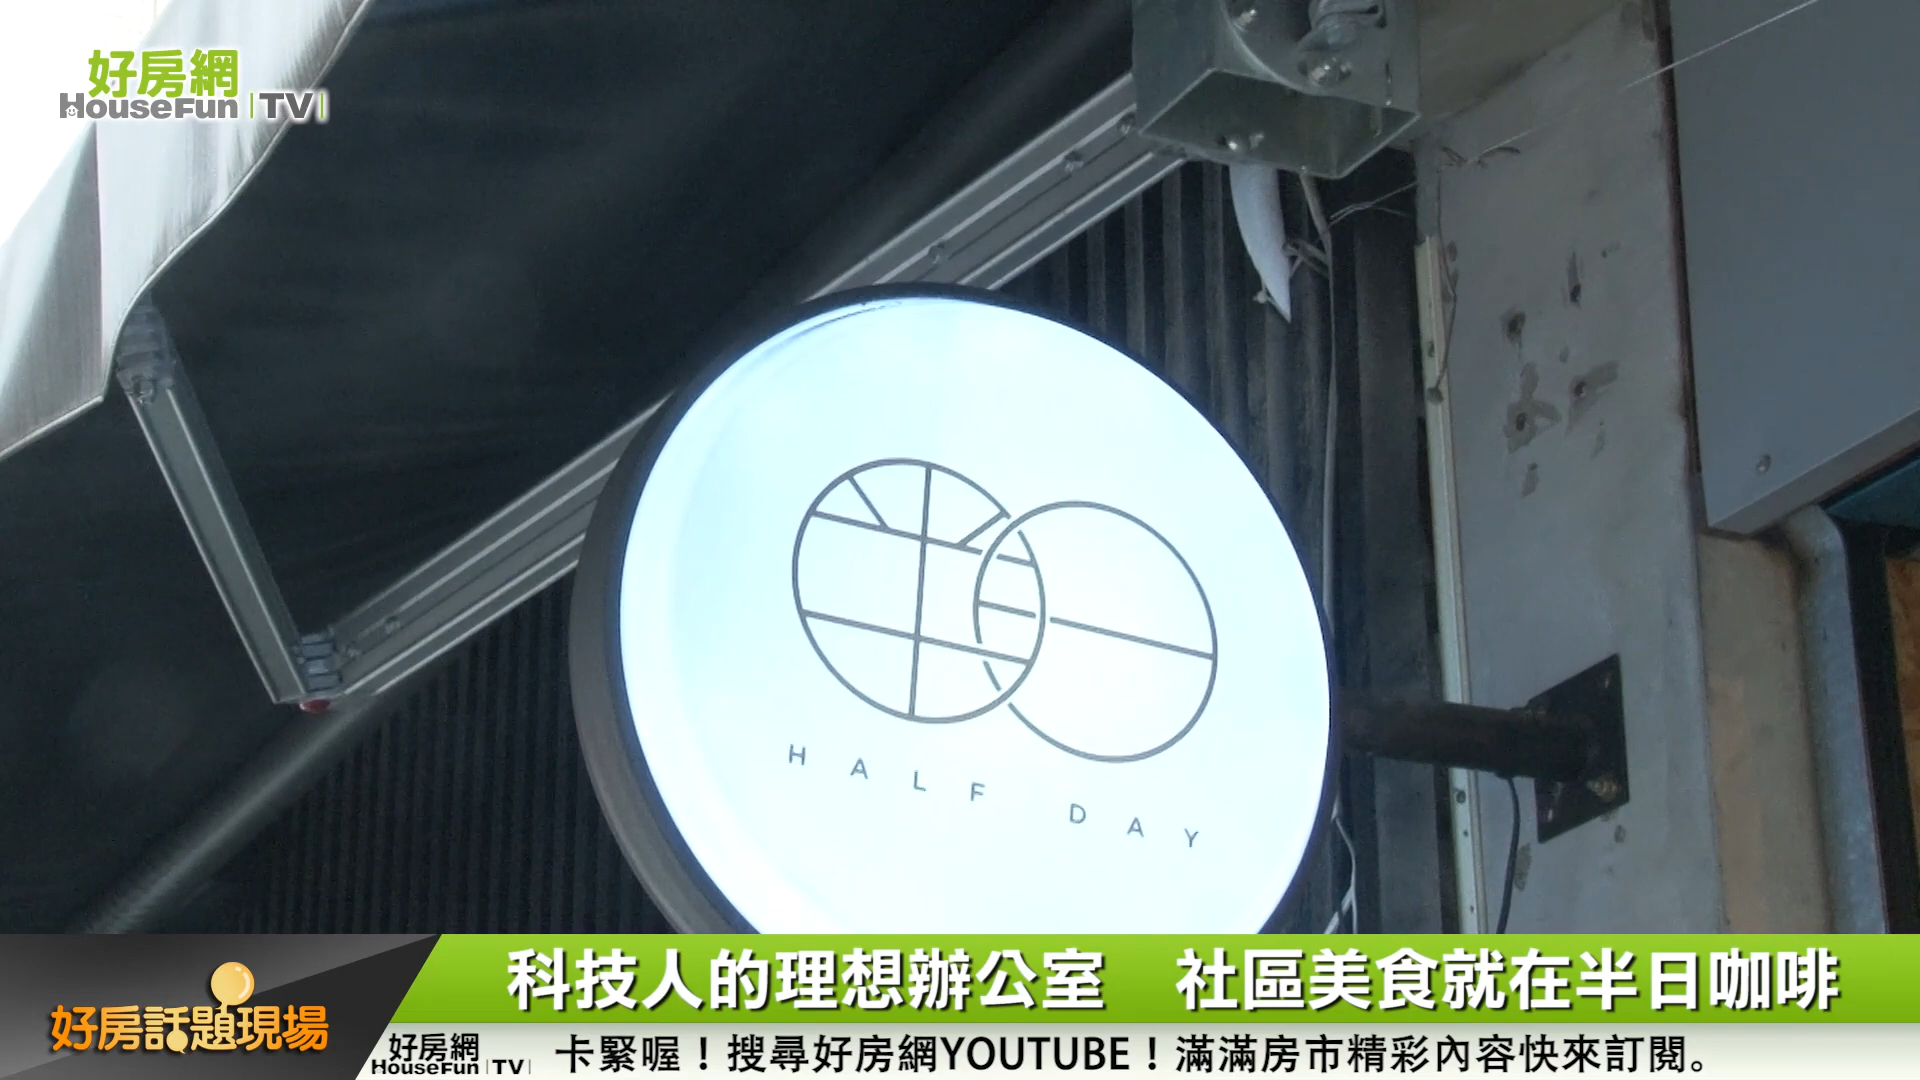 好房網
HouseFun TV
HALF DAY
科技人的理想辦公室 社區美食就在半日咖啡
好房話題現場
好房網
HouseFun TV
卡緊喔！搜尋好房網YOUTUBE！滿滿房市精彩內容快來訂閱。